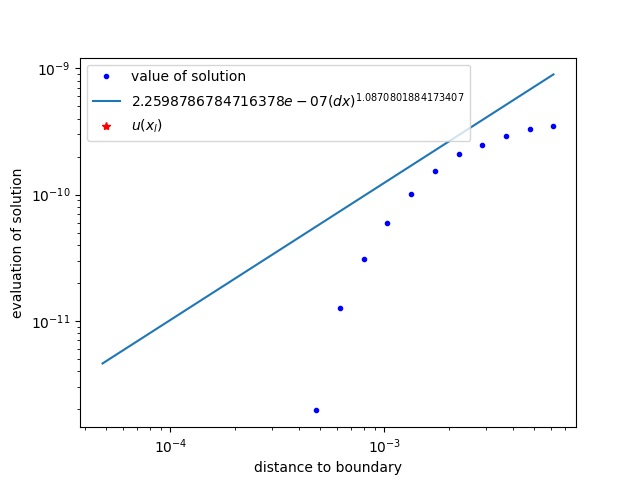 10⁻⁹
value of solution
2.2598786784716378e − 07(dx)^1.0870801884173407
u(x_l)
10⁻¹⁰
evaluation of solution
10⁻¹¹
10⁻⁴
10⁻³
distance to boundary